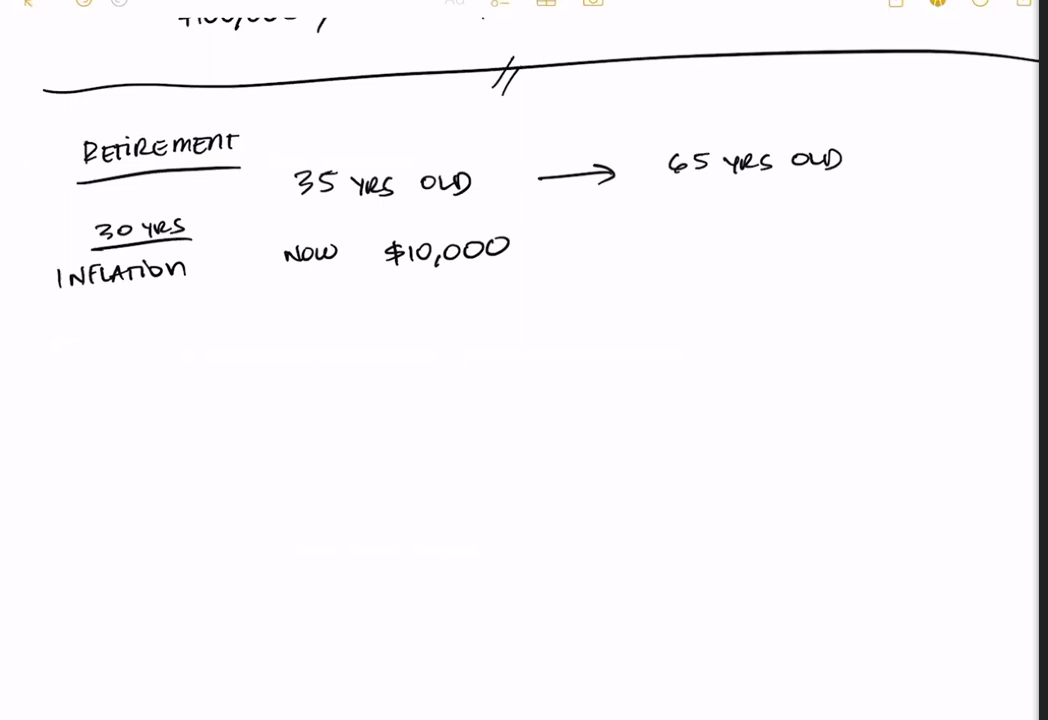 RETIREMENT
35 YRS OLD → 65 YRS OLD
30 YRS
INFLATION NOW $10,000